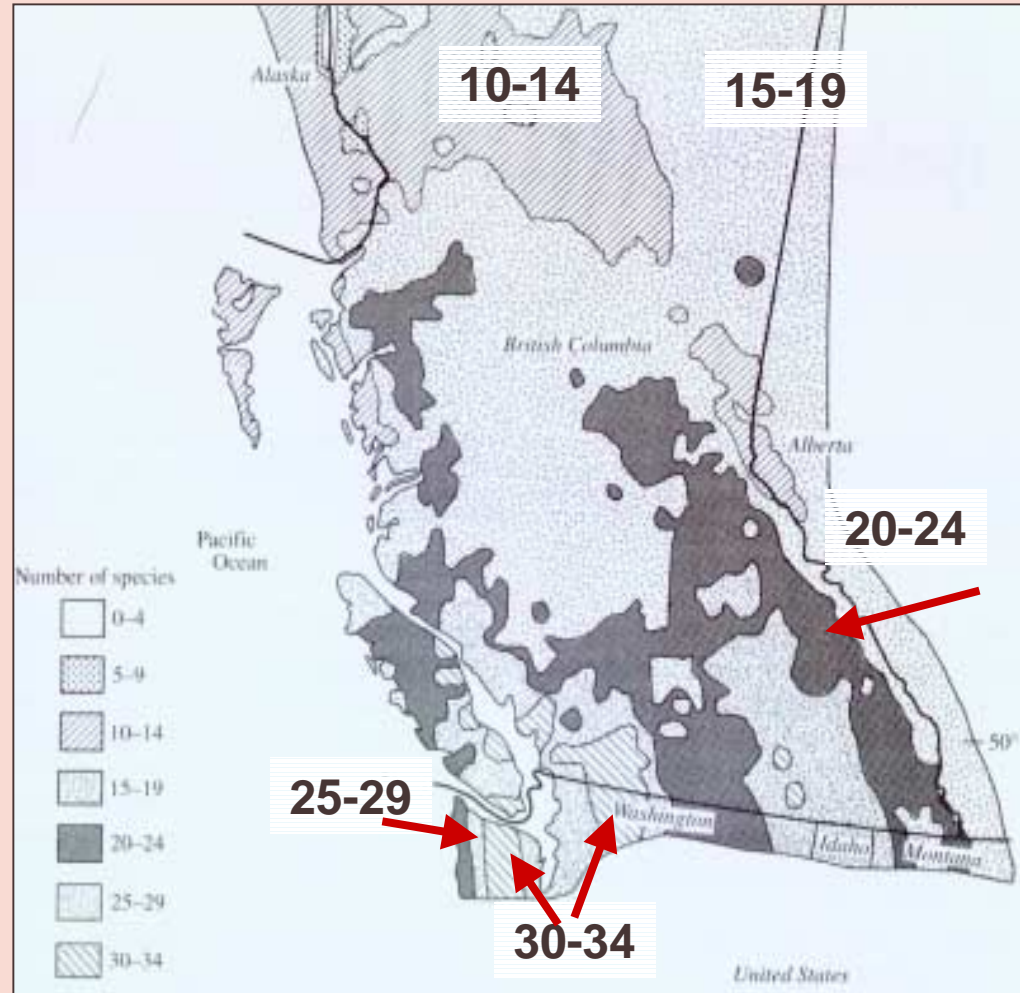 Alaska
10-14
15-19
British Columbia
Alberta
20-24
Pacific
Ocean
Number of species
0–4
5–9
10–14
15–19
20–24
25–29
30–34
50°
25-29
Washington
Idaho
Montana
30-34
United States